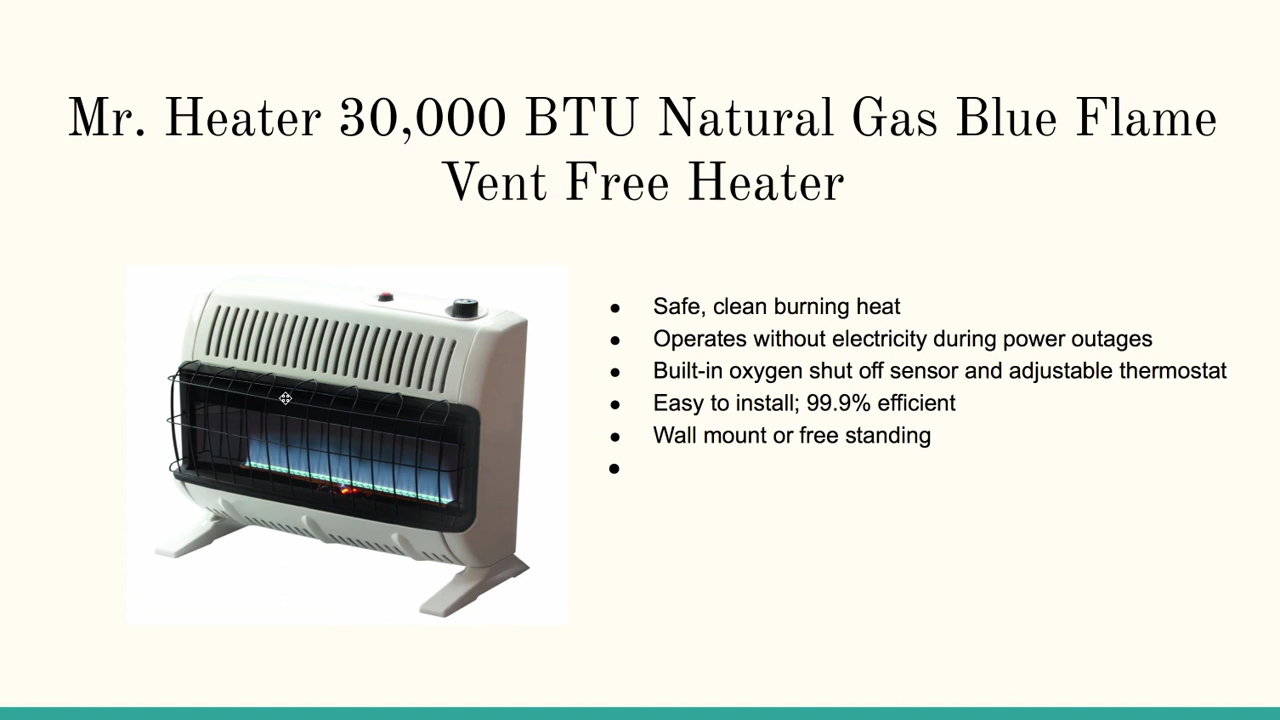 Mr. Heater 30,000 BTU Natural Gas Blue Flame
Vent Free Heater
● Safe, clean burning heat
● Operates without electricity during power outages
● Built-in oxygen shut off sensor and adjustable thermostat
● Easy to install; 99.9% efficient
● Wall mount or free standing
●